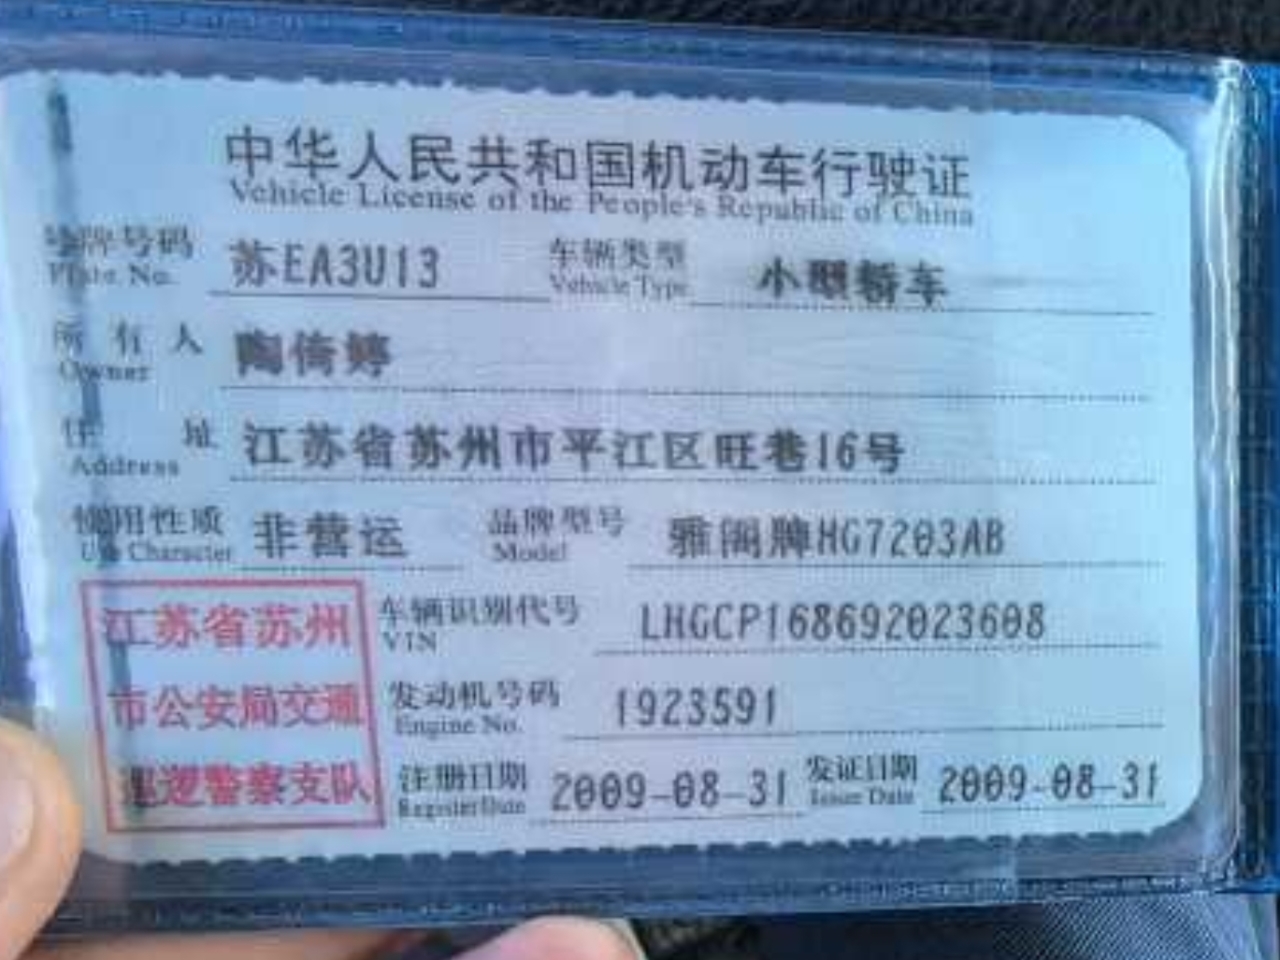 中华人民共和国机动车行驶证
Vehicle License of the People's Republic of China
号牌号码 苏EA3U13 车辆类型 小型轿车
Plate No. Vehicle Type
所有人 陶倚婷
Owner
住址 江苏省苏州市平江区旺巷16号
Address
使用性质 非营运 品牌型号 雅阁牌HG7203AB
Use Character Model
江苏省苏州 车辆识别代号 LHGCP168692023608
VIN
市公安局交通 发动机号码 1923591
Engine No.
巡逻警察支队 注册日期 2009-08-31 发证日期 2009-08-31
Register Date Issue Date